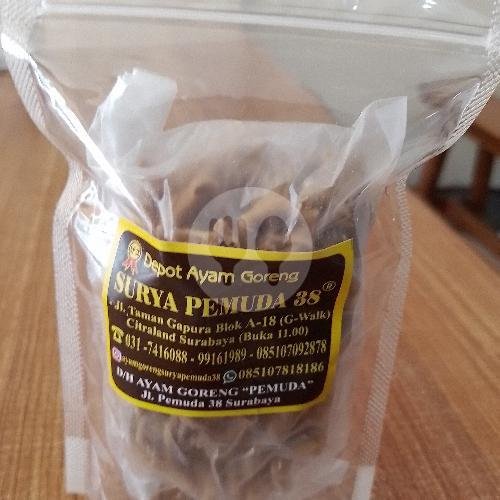 Depot Ayam Goreng
SURYA PEMUDA 38®
Jl. Taman Gapura Blok A-18 (G-Walk)
Citraland Surabaya (Buka 11.00)
031-7416088 - 99161989 - 085107092878
ayamgorengsuryapemuda38 085107818186
D/H AYAM GORENG "PEMUDA"
Jl. Pemuda 38 Surabaya